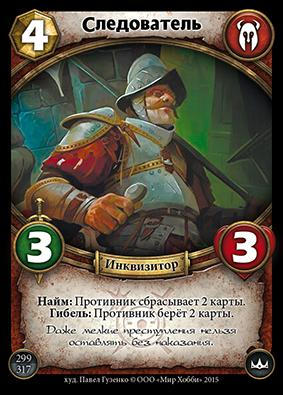 4
Следователь
3
3
Инквизитор
Найм: Противник сбрасывает 2 карты.
Гибель: Противник берёт 2 карты.
Даже мелкие преступления нельзя
оставлять без наказания.
299
317
худ. Павел Гузенко © ООО «Мир Хобби» 2015